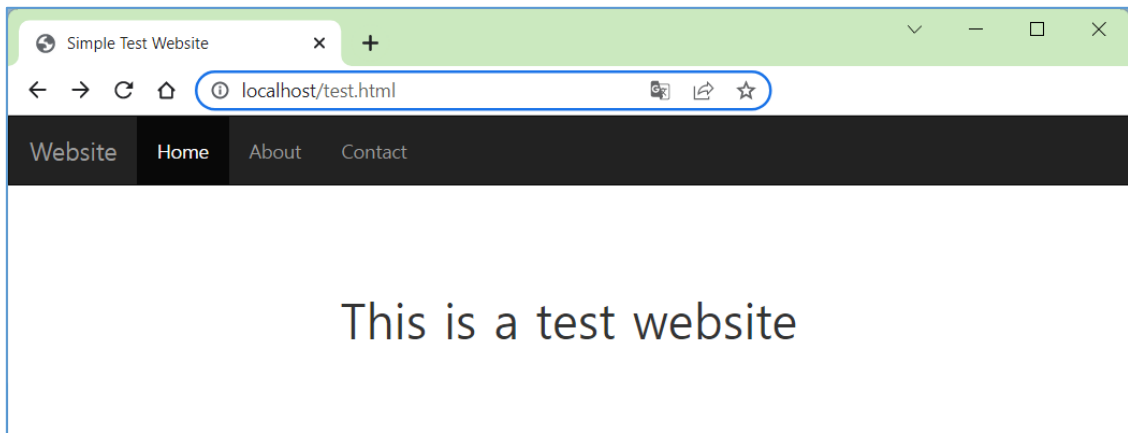 Simple Test Website
localhost/test.html
Website Home About Contact
This is a test website